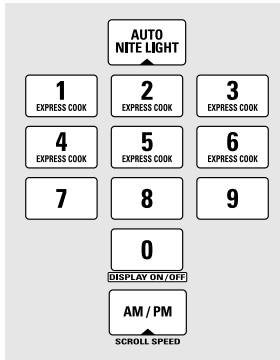 AUTO
NITE LIGHT
1 2 3
EXPRESS COOK EXPRESS COOK EXPRESS COOK
4 5 6
EXPRESS COOK EXPRESS COOK EXPRESS COOK
7 8 9
0
DISPLAY ON/OFF
AM / PM
SCROLL SPEED